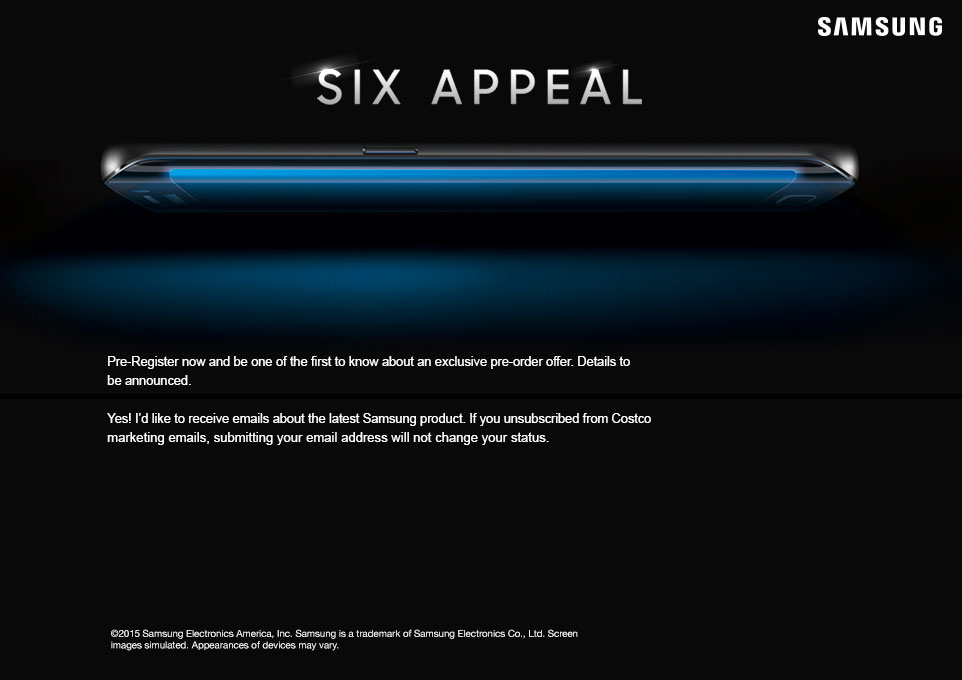 SAMSUNG
SIX APPEAL
Pre-Register now and be one of the first to know about an exclusive pre-order offer. Details to
be announced.
Yes! I'd like to receive emails about the latest Samsung product. If you unsubscribed from Costco
marketing emails, submitting your email address will not change your status.
©2015 Samsung Electronics America, Inc. Samsung is a trademark of Samsung Electronics Co., Ltd. Screen
images simulated. Appearances of devices may vary.